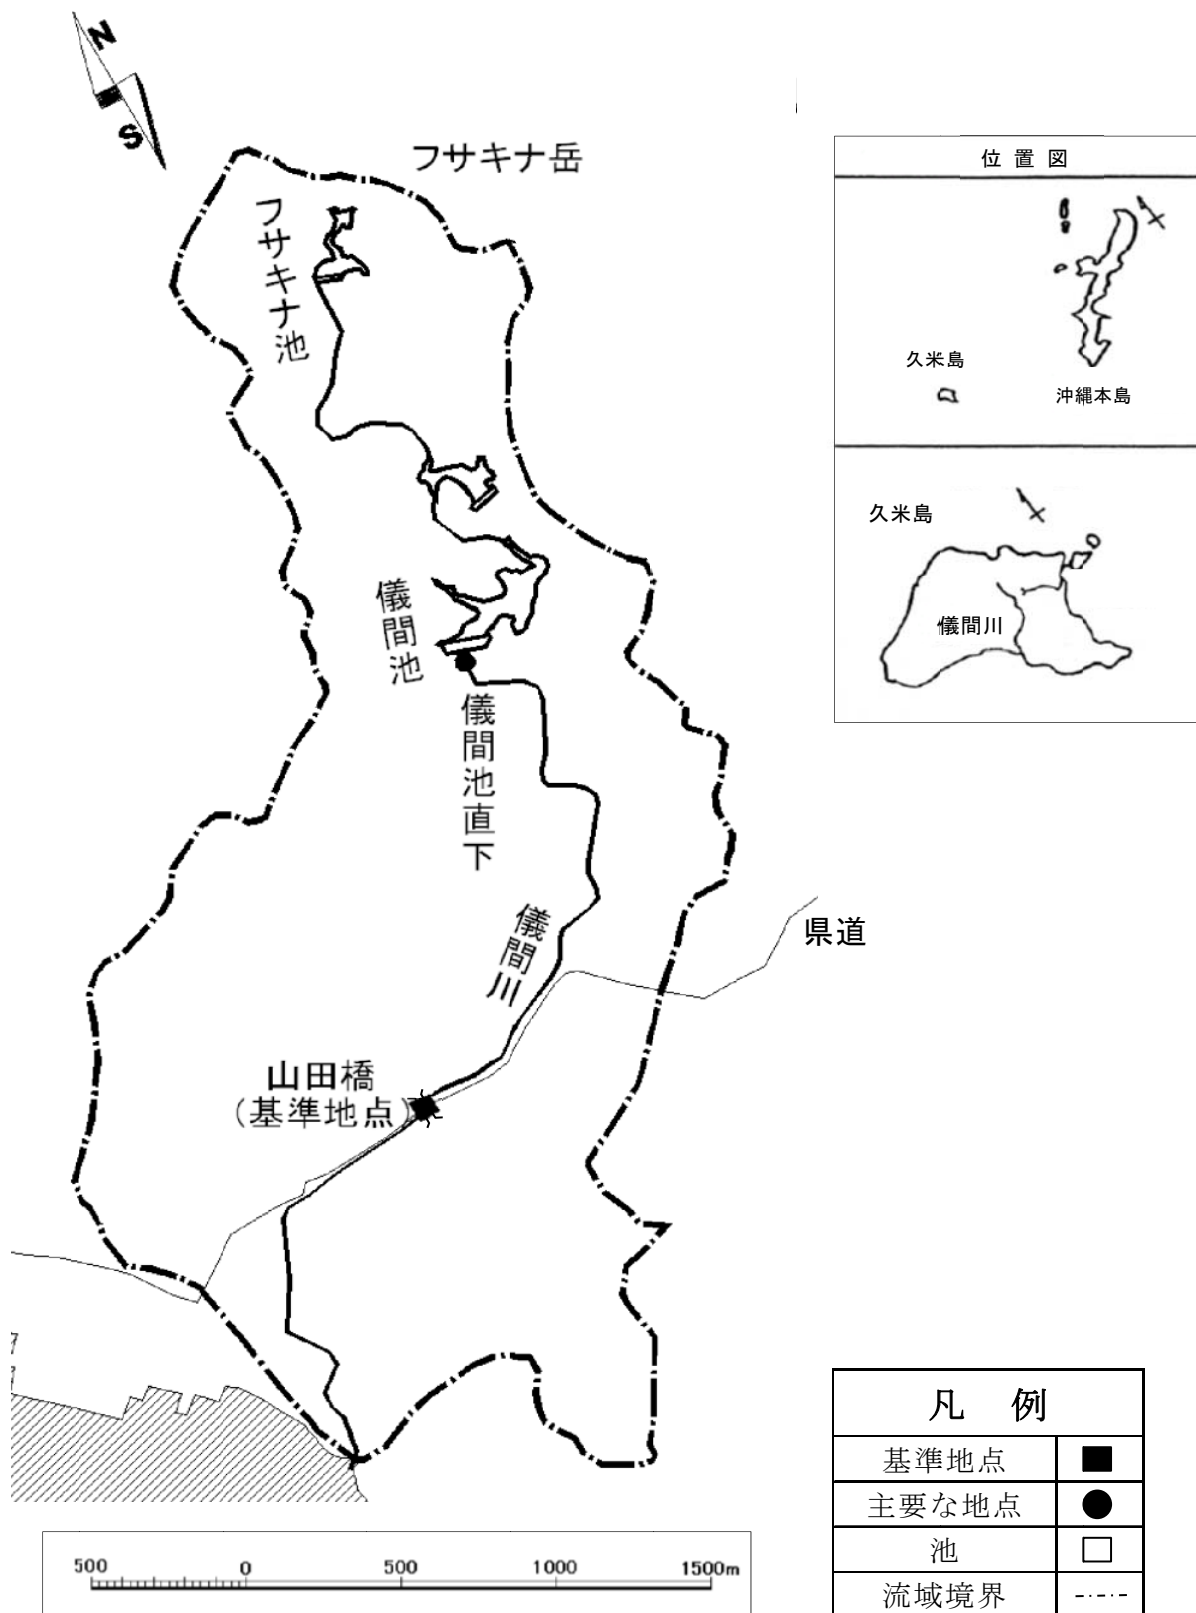 N
S
フサキナ岳
フサキナ池
儀間池
儀間池直下
儀間川
県道
山田橋
（基準地点）
位置図
久米島
沖縄本島
久米島
儀間川
500 0 500 1000 1500m
凡 例
基準地点
主要な地点
池
流域境界